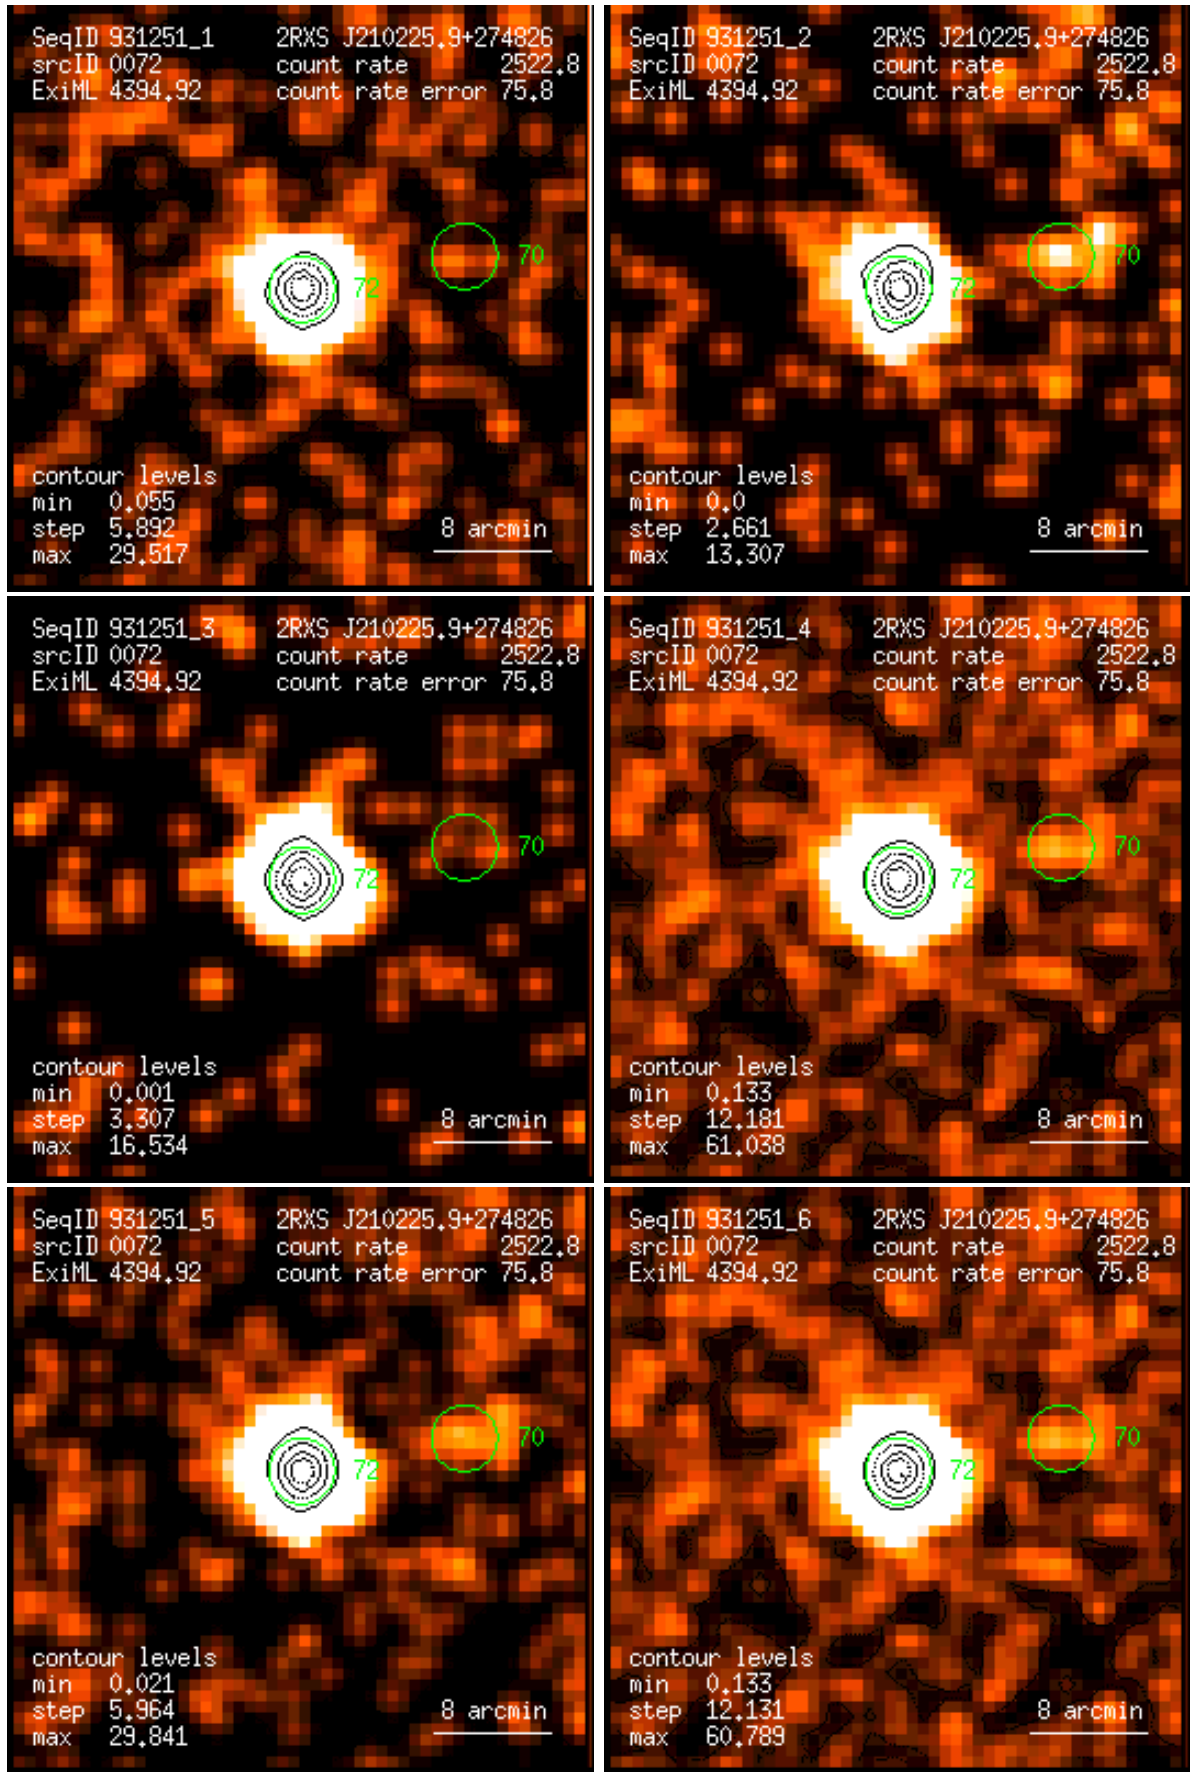 SeqID 931251_1 2RXS J210225.9+274826
srcID 0072 count rate 2522.8
ExiML 4394.92 count rate error 75.8
70
72
contour levels
min 0.055
step 5.892 8 arcmin
max 29.517
SeqID 931251_2 2RXS J210225.9+274826
srcID 0072 count rate 2522.8
ExiML 4394.92 count rate error 75.8
70
72
contour levels
min 0.0
step 2.661 8 arcmin
max 13.307
SeqID 931251_3 2RXS J210225.9+274826
srcID 0072 count rate 2522.8
ExiML 4394.92 count rate error 75.8
70
72
contour levels
min 0.001
step 3.307 8 arcmin
max 16.534
SeqID 931251_4 2RXS J210225.9+274826
srcID 0072 count rate 2522.8
ExiML 4394.92 count rate error 75.8
70
72
contour levels
min 0.133
step 12.181 8 arcmin
max 61.038
SeqID 931251_5 2RXS J210225.9+274826
srcID 0072 count rate 2522.8
ExiML 4394.92 count rate error 75.8
70
72
contour levels
min 0.021
step 5.964 8 arcmin
max 29.841
SeqID 931251_6 2RXS J210225.9+274826
srcID 0072 count rate 2522.8
ExiML 4394.92 count rate error 75.8
70
72
contour levels
min 0.133
step 12.131 8 arcmin
max 60.789